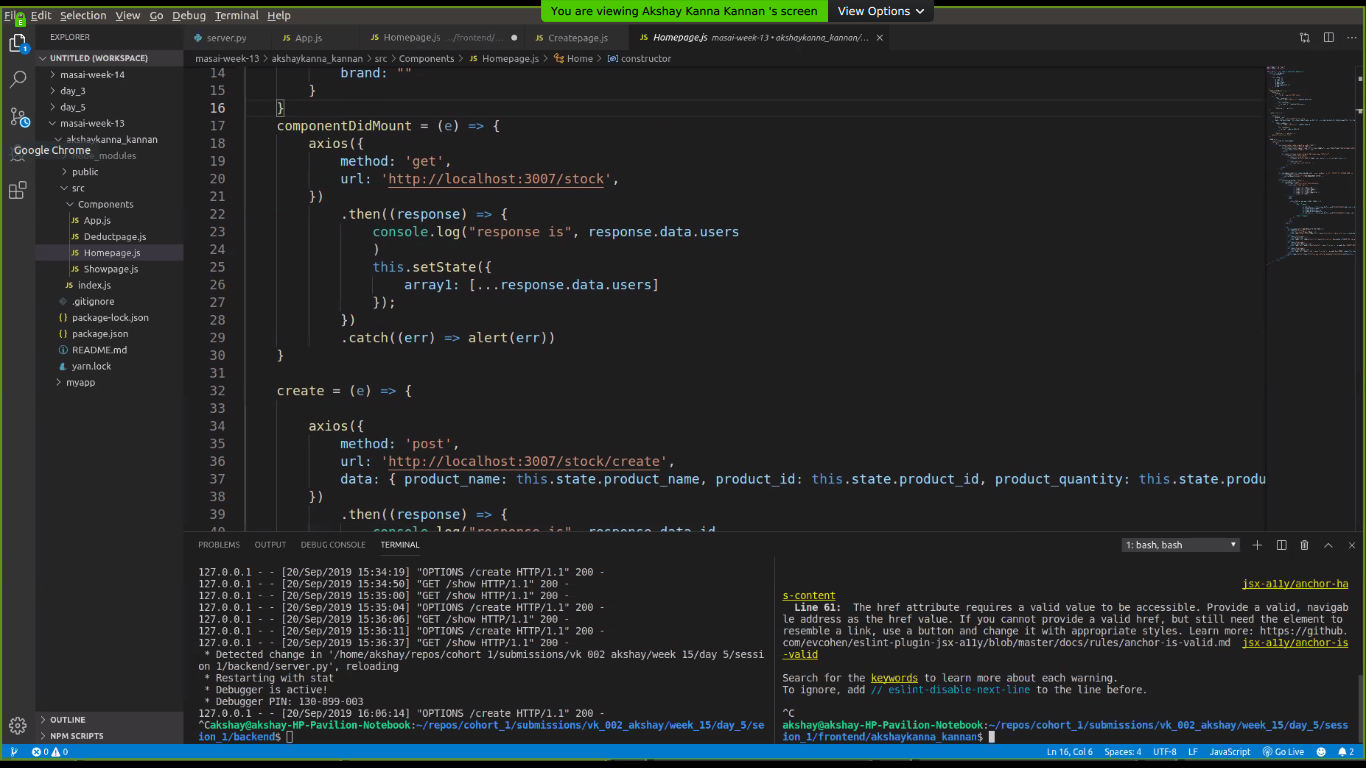 You are viewing Akshay Kanna Kannan 's screen
View Options
File Edit Selection View Go Debug Terminal Help
EXPLORER
server.py
App.js
Homepage.js .../frontend/...
Createpage.js
Homepage.js masai-week-13 • akshaykanna_kannan/...
UNTITLED (WORKSPACE)
masai-week-13 > akshaykanna_kannan > src > Components > Homepage.js > Home > constructor
masai-week-14
day_3
day_5
masai-week-13
akshaykanna_kannan
Google Chrome
node_modules
public
src
Components
App.js
Deductpage.js
Homepage.js
Showpage.js
index.js
.gitignore
package-lock.json
package.json
README.md
yarn.lock
myapp
OUTLINE
NPM SCRIPTS
14 brand: ""
15 }
16 }
17 componentDidMount = (e) => {
18 axios({
19 method: 'get',
20 url: 'http://localhost:3007/stock',
21 })
22 .then((response) => {
23 console.log("response is", response.data.users
24 )
25 this.setState({
26 array1: [...response.data.users]
27 });
28 })
29 .catch((err) => alert(err))
30 }
31
32 create = (e) => {
33
34 axios({
35 method: 'post',
36 url: 'http://localhost:3007/stock/create',
37 data: { product_name: this.state.product_name, product_id: this.state.product_id, product_quantity: this.state.produ
38 })
39 .then((response) => {
40 console.log("response is", response.data.id
PROBLEMS OUTPUT DEBUG CONSOLE TERMINAL
1: bash, bash
127.0.0.1 - - [20/Sep/2019 15:34:19] "OPTIONS /create HTTP/1.1" 200 -
127.0.0.1 - - [20/Sep/2019 15:34:50] "GET /show HTTP/1.1" 200 -
127.0.0.1 - - [20/Sep/2019 15:35:00] "GET /show HTTP/1.1" 200 -
127.0.0.1 - - [20/Sep/2019 15:35:04] "OPTIONS /create HTTP/1.1" 200 -
127.0.0.1 - - [20/Sep/2019 15:36:06] "GET /show HTTP/1.1" 200 -
127.0.0.1 - - [20/Sep/2019 15:36:11] "OPTIONS /create HTTP/1.1" 200 -
127.0.0.1 - - [20/Sep/2019 15:36:37] "GET /show HTTP/1.1" 200 -
* Detected change in '/home/akshay/repos/cohort_1/submissions/vk_002_akshay/week_15/day_5/sessi
on_1/backend/server.py', reloading
* Restarting with stat
* Debugger is active!
* Debugger PIN: 130-899-003
127.0.0.1 - - [20/Sep/2019 16:06:14] "OPTIONS /create HTTP/1.1" 200 -
^Cakshay@akshay-HP-Pavilion-Notebook:~/repos/cohort_1/submissions/vk_002_akshay/week_15/day_5/se
ssion_1/backend$
jsx-a11y/anchor-ha
s-content
Line 61: The href attribute requires a valid value to be accessible. Provide a valid, navigab
le address as the href value. If you cannot provide a valid href, but still need the element to
resemble a link, use a button and change it with appropriate styles. Learn more: https://github.
com/evcohen/eslint-plugin-jsx-a11y/blob/master/docs/rules/anchor-is-valid.md jsx-a11y/anchor-is
-valid
Search for the keywords to learn more about each warning.
To ignore, add // eslint-disable-next-line to the line before.
^C
akshay@akshay-HP-Pavilion-Notebook:~/repos/cohort_1/submissions/vk_002_akshay/week_15/day_5/sess
ion_1/frontend/akshaykanna_kannan$
0 0
Ln 16, Col 6 Spaces: 4 UTF-8 LF JavaScript Go Live 2